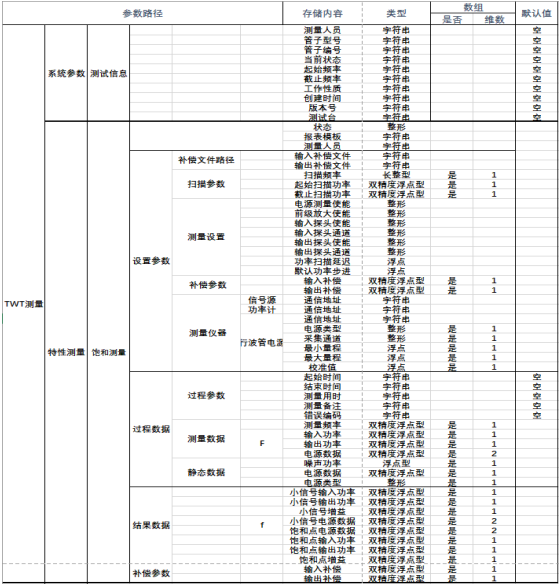 参数路径 存储内容 类型 数组 默认值
是否 维数
TWT测量 系统参数 测试信息 测量人员 字符串 空
管子型号 字符串 空
管子编号 字符串 空
当前状态 字符串 空
起始频率 字符串 空
截止频率 字符串 空
工作性质 字符串 空
创建时间 字符串 空
版本号 字符串 空
测试台 字符串 空
特性测量 饱和测量 设置参数 状态 整形
报表模板 字符串
测量人员 字符串
补偿文件路径 输入补偿文件 字符串
输出补偿文件 字符串
扫描参数 扫描频率 长整型 是 1
起始扫描功率 双精度浮点型 是 1
截止扫描功率 双精度浮点型 是 1
测量设置 电源测量使能 整形
前级放大使能 整形
输入探头使能 整形
输入探头通道 整形
输出探头使能 整形
输出探头通道 整形
功率扫描延迟 浮点
默认功率步进 浮点
补偿参数 输入补偿 双精度浮点型 是 1
输出补偿 双精度浮点型 是 1
测量仪器 信号源 通信地址 字符串
功率计 通信地址 字符串
行波管电源 通信地址 字符串
电源类型 整形 是 1
采集通道 整形 是 1
最小量程 浮点 是 1
最大量程 浮点 是 1
校准值 浮点 是 1
过程数据 过程参数 起始时间 字符串 空
结束时间 字符串 空
测量用时 字符串 空
测量备注 字符串 空
错误编码 字符串 空
测量数据 F 测量频率 双精度浮点型 是 1
输入功率 双精度浮点型 是 1
输出功率 双精度浮点型 是 1
电源数据 双精度浮点型 是 2
静态数据 噪声功率 浮点型 是 1
电源数据 双精度浮点型 是 1
电源类型 整形 是 1
结果数据 f 小信号输入功率 双精度浮点型 是 1
小信号输出功率 双精度浮点型 是 1
小信号增益 双精度浮点型 是 1
小信号电源数据 双精度浮点型 是 2
饱和点电源数据 双精度浮点型 是 2
饱和点输入功率 双精度浮点型 是 1
饱和点输出功率 双精度浮点型 是 1
饱和点增益 双精度浮点型 是 1
补偿参数 输入补偿 双精度浮点型 是 1
输出补偿 双精度浮点型 是 1